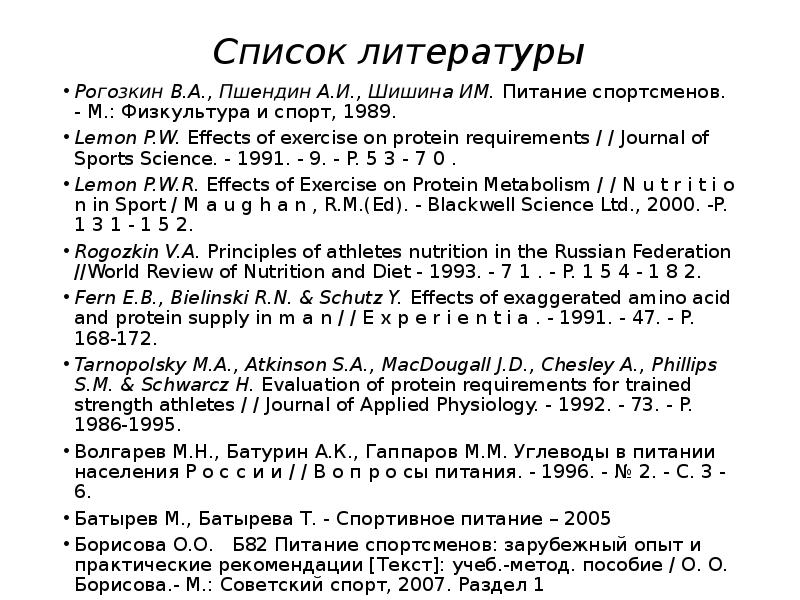 Список литературы
• Рогозкин В.А., Пшендин А.И., Шишина ИМ. Питание спортсменов.
- М.: Физкультура и спорт, 1989.
• Lemon P.W. Effects of exercise on protein requirements / / Journal of
Sports Science. - 1991. - 9. - P. 5 3 - 7 0 .
• Lemon P.W.R. Effects of Exercise on Protein Metabolism / / N u t r i t i o
n in Sport / M a u g h a n , R.M.(Ed). - Blackwell Science Ltd., 2000. -P.
1 3 1 - 1 5 2.
• Rogozkin V.A. Principles of athletes nutrition in the Russian Federation
//World Review of Nutrition and Diet - 1993. - 7 1 . - P. 1 5 4 - 1 8 2.
• Fern E.B., Bielinski R.N. & Schutz Y. Effects of exaggerated amino acid
and protein supply in m a n / / E x p e r i e n t i a . - 1991. - 47. - P.
168-172.
• Tarnopolsky M.A., Atkinson S.A., MacDougall J.D., Chesley A., Phillips
S.M. & Schwarcz H. Evaluation of protein requirements for trained
strength athletes / / Journal of Applied Physiology. - 1992. - 73. - P.
1986-1995.
• Волгарев М.Н., Батурин А.К., Гаппаров М.М. Углеводы в питании
населения Р о с с и и / / В о п р о сы питания. - 1996. - № 2. - С. 3 -
6.
• Батырев М., Батырева Т. - Спортивное питание – 2005
• Борисова О.О. Б82 Питание спортсменов: зарубежный опыт и
практические рекомендации [Текст]: учеб.-метод. пособие / О. О.
Борисова.- М.: Советский спорт, 2007. Раздел 1